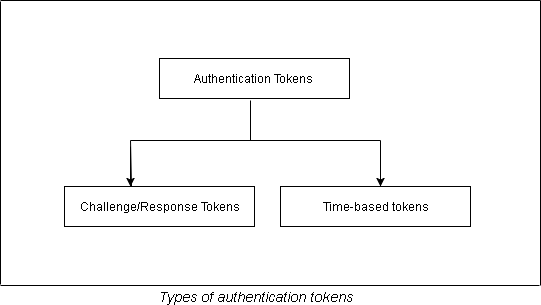 Authentication Tokens
Challenge/Response Tokens
Time-based tokens
Types of authentication tokens